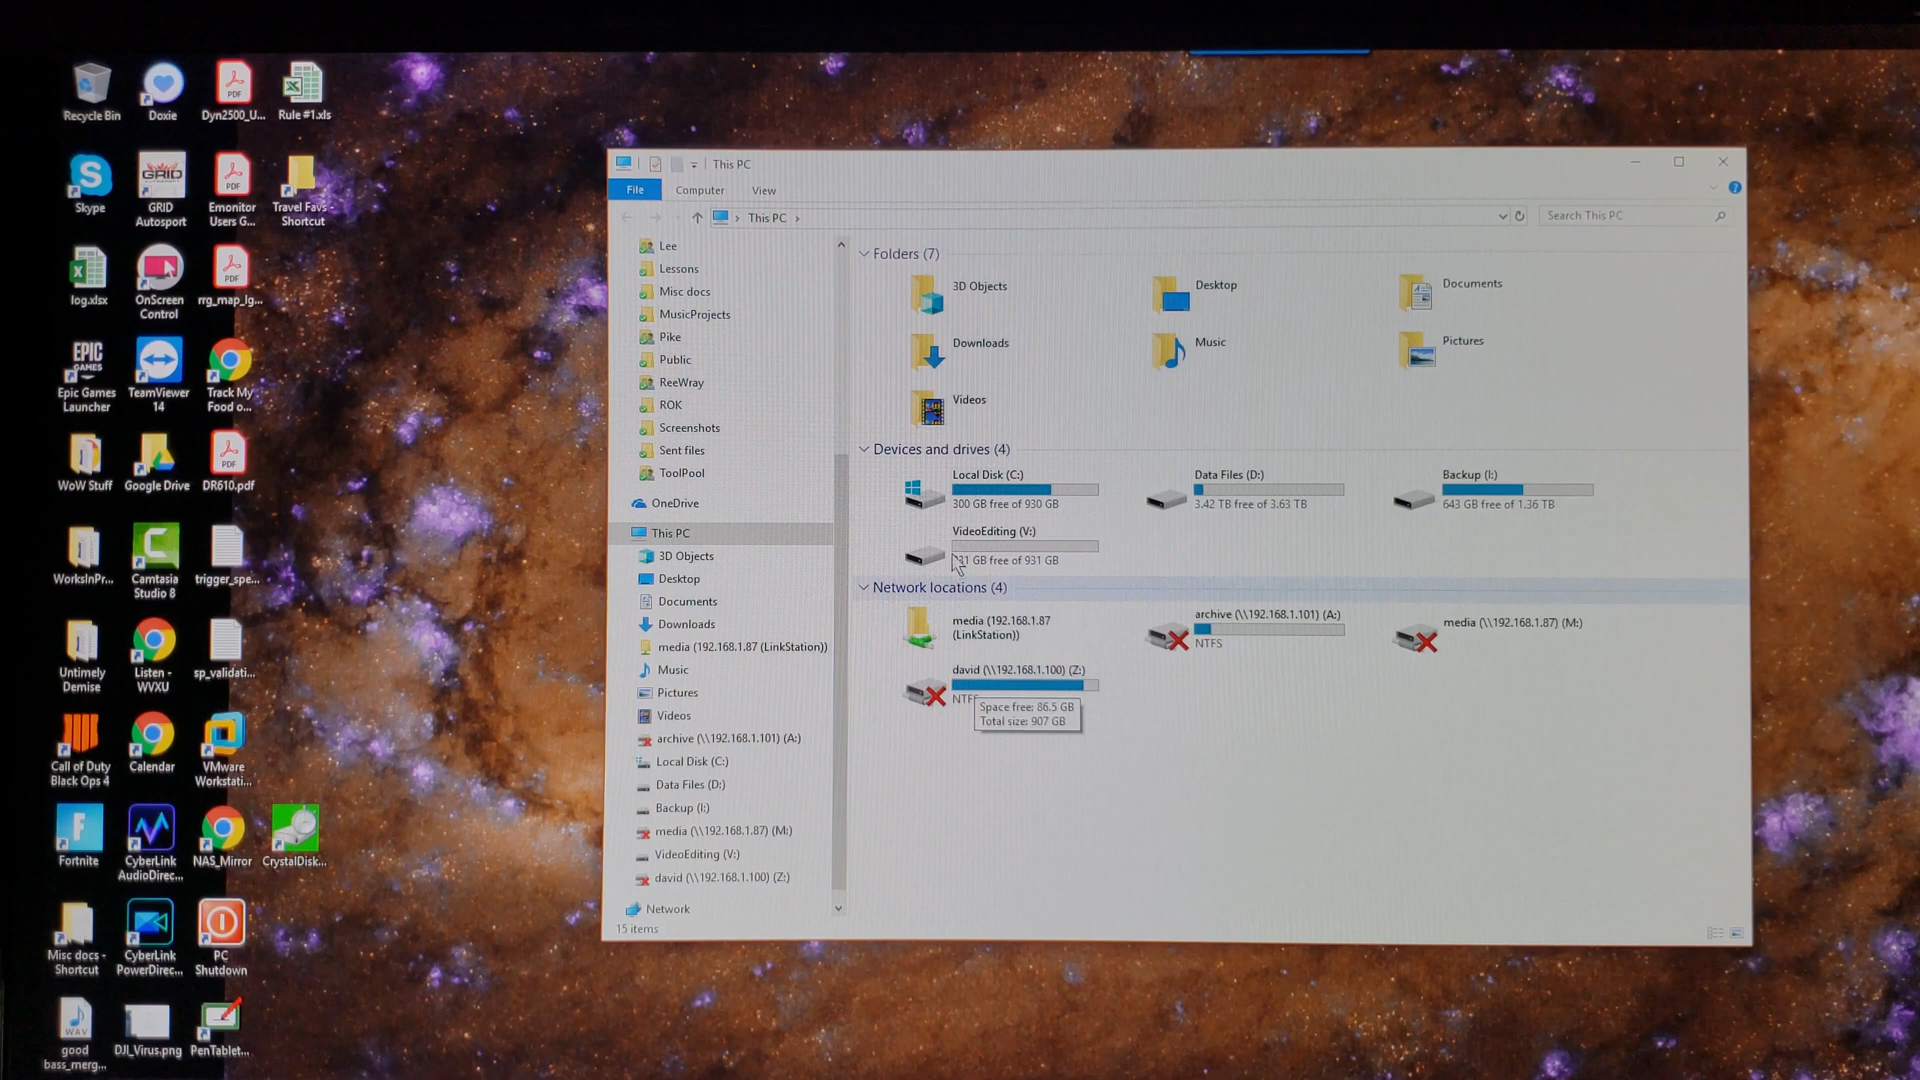 Recycle Bin
Doxie
Dyn2500_U...
Rule #1.xls
Skype
GRID
GRID
Autosport
Emonitor
Users G...
Travel Favs -
Shortcut
log.xlsx
OnScreen
Control
rrg_map_lg...
EPIC
GAMES
Epic Games
Launcher
TeamViewer
14
Track My
Food o...
WoW Stuff
Google Drive
DR610.pdf
WorksInPr...
Camtasia
Studio 8
trigger_spe...
Untimely
Demise
Listen -
WVXU
sp_validati...
Call of Duty
Black Ops 4
Calendar
VMware
Workstati...
Fortnite
CyberLink
AudioDirec...
NAS_Mirror
CrystalDisk...
Misc docs -
Shortcut
CyberLink
PowerDirec...
PC
Shutdown
WAV
good
bass_merg...
DJI_Virus.png
PenTablet...
PDF
PDF
PDF
PDF
This PC
File
Computer
View
This PC
Search This PC
Lee
Lessons
Misc docs
MusicProjects
Pike
Public
ReeWray
ROK
Screenshots
Sent files
ToolPool
OneDrive
This PC
3D Objects
Desktop
Documents
Downloads
media (192.168.1.87 (LinkStation))
Music
Pictures
Videos
archive (\\192.168.1.101) (A:)
Local Disk (C:)
Data Files (D:)
Backup (I:)
media (\\192.168.1.87) (M:)
VideoEditing (V:)
david (\\192.168.1.100) (Z:)
Network
15 items
Folders (7)
3D Objects
Desktop
Documents
Downloads
Music
Pictures
Videos
Devices and drives (4)
Local Disk (C:)
300 GB free of 930 GB
Data Files (D:)
3.42 TB free of 3.63 TB
Backup (I:)
643 GB free of 1.36 TB
VideoEditing (V:)
31 GB free of 931 GB
Network locations (4)
media (192.168.1.87
(LinkStation))
archive (\\192.168.1.101) (A:)
NTFS
media (\\192.168.1.87) (M:)
david (\\192.168.1.100) (Z:)
NTFS
Space free: 86.5 GB
Total size: 907 GB